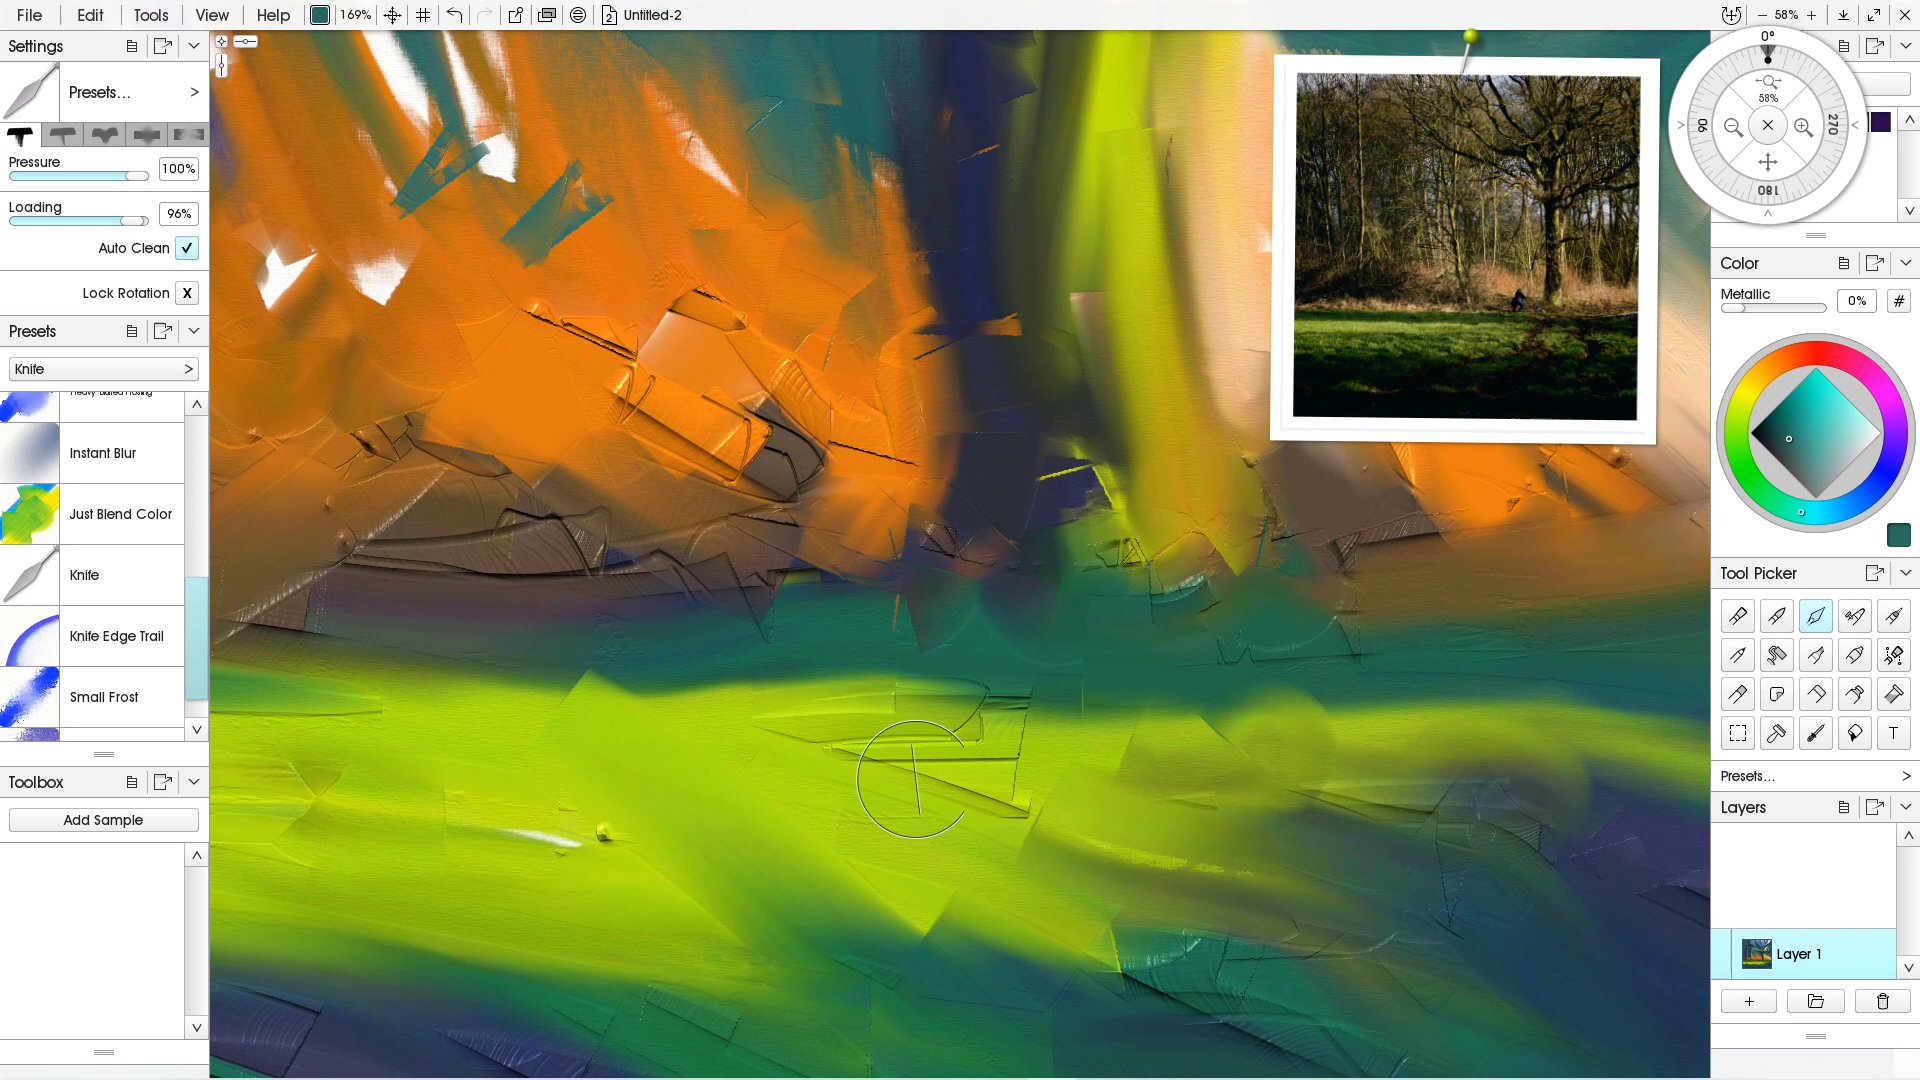 File Edit Tools View Help 169% Untitled-2 58%
Settings
Presets...
Pressure
100%
Loading
96%
Auto Clean
Lock Rotation X
Presets
Knife
Instant Blur
Just Blend Color
Knife
Knife Edge Trail
Small Frost
Toolbox
Add Sample
0°
58%
90
270
180
Color
Metallic
0% #
Tool Picker
T
Presets...
Layers
Layer 1